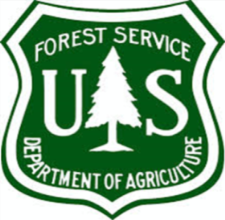 FOREST SERVICE
U S
DEPARTMENT OF AGRICULTURE